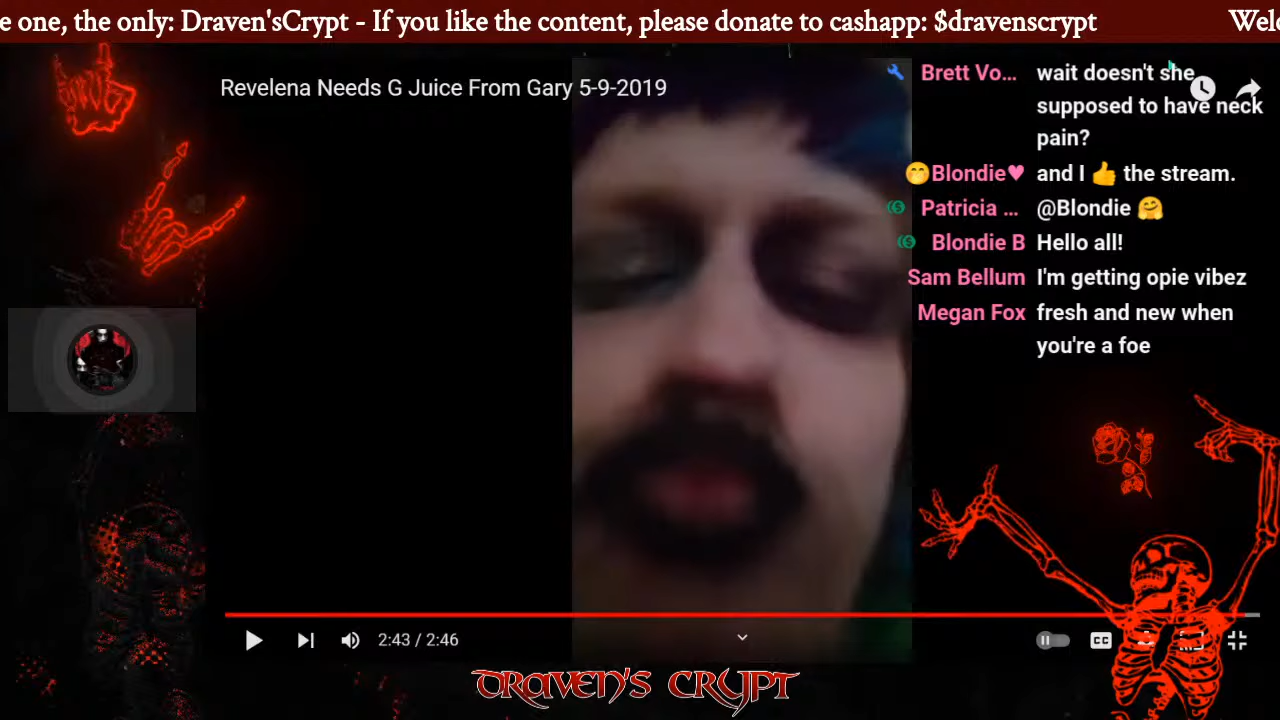 e one, the only: Draven'sCrypt - If you like the content, please donate to cashapp: $dravenscrypt Welc
Revelena Needs G Juice From Gary 5-9-2019
Brett Vo... wait doesn't she
supposed to have neck
pain?
🤭Blondie♥ and I 👍 the stream.
Patricia ... @Blondie 🤗
Blondie B Hello all!
Sam Bellum I'm getting opie vibez
Megan Fox fresh and new when
you're a foe
2:43 / 2:46
CC
DRAVEN'S CRYPT